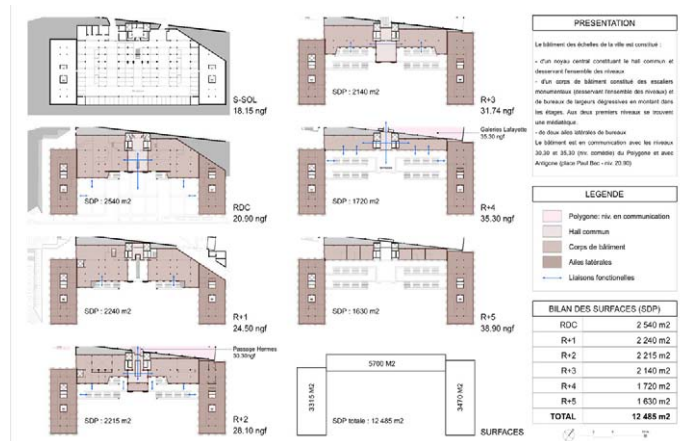 S-SOL
18.15 ngf
SDP : 2540 m2
RDC
20.90 ngf
SDP : 2240 m2
R+1
24.50 ngf
Passage Hermes
30.30ngf
SDP : 2215 m2
R+2
28.10 ngf
SDP : 2140 m2
R+3
31.74 ngf
Galeries Lafayette
35.30 ngf
SDP : 1720 m2
R+4
35.30 ngf
SDP : 1630 m2
R+5
38.90 ngf
5700 M2
3315 M2
3470 M2
SDP totale : 12 485 m2
SURFACES
PRESENTATION
Le bâtiment des échelles de la ville est constitué :
- d'un noyau central constituant le hall commun et
desservant l'ensemble des niveaux
- d'un corps de bâtiment constitué des escaliers
monumentaux (desservant l'ensemble des niveaux) et
de bureaux de largeurs dégressives en montant dans
les étages. Aux deux premiers niveaux se trouvent
une médiathèque.
- de deux ailes latérales de bureaux
Le bâtiment est en communication avec les niveaux
30,30 et 35,30 (niv. comédie) du Polygone et avec
Antigone (place Paul Bec - niv. 20.90)
LEGENDE
Polygone: niv. en communication
Hall commun
Corps de bâtiment
Ailes latérales
Liaisons fonctionelles
BILAN DES SURFACES (SDP)
RDC 2 540 m2
R+1 2 240 m2
R+2 2 215 m2
R+3 2 140 m2
R+4 1 720 m2
R+5 1 630 m2
TOTAL 12 485 m2